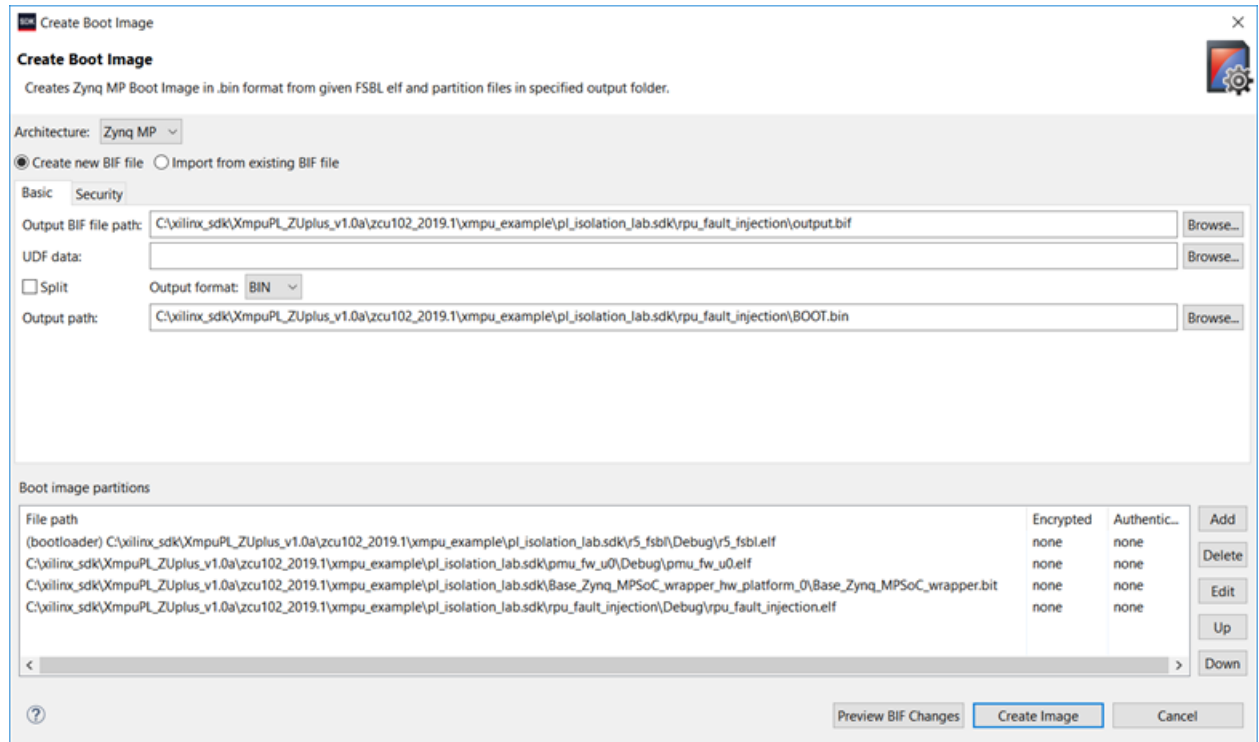 SDK Create Boot Image
Create Boot Image
Creates Zynq MP Boot Image in .bin format from given FSBL elf and partition files in specified output folder.
Architecture: Zynq MP
Create new BIF file Import from existing BIF file
Basic Security
Output BIF file path: C:\xilinx_sdk\XmpuPL_ZUplus_v1.0a\zcu102_2019.1\xmpu_example\pl_isolation_lab.sdk\rpu_fault_injection\output.bif Browse...
UDF data: Browse...
Split Output format: BIN
Output path: C:\xilinx_sdk\XmpuPL_ZUplus_v1.0a\zcu102_2019.1\xmpu_example\pl_isolation_lab.sdk\rpu_fault_injection\BOOT.bin Browse...
Boot image partitions
File path Encrypted Authentic... Add
(bootloader) C:\xilinx_sdk\XmpuPL_ZUplus_v1.0a\zcu102_2019.1\xmpu_example\pl_isolation_lab.sdk\r5_fsbl\Debug\r5_fsbl.elf none none
C:\xilinx_sdk\XmpuPL_ZUplus_v1.0a\zcu102_2019.1\xmpu_example\pl_isolation_lab.sdk\pmu_fw_u0\Debug\pmu_fw_u0.elf none none Delete
C:\xilinx_sdk\XmpuPL_ZUplus_v1.0a\zcu102_2019.1\xmpu_example\pl_isolation_lab.sdk\Base_Zynq_MPSoC_wrapper_hw_platform_0\Base_Zynq_MPSoC_wrapper.bit none none Edit
C:\xilinx_sdk\XmpuPL_ZUplus_v1.0a\zcu102_2019.1\xmpu_example\pl_isolation_lab.sdk\rpu_fault_injection\Debug\rpu_fault_injection.elf none none
Up
Down
? Preview BIF Changes Create Image Cancel